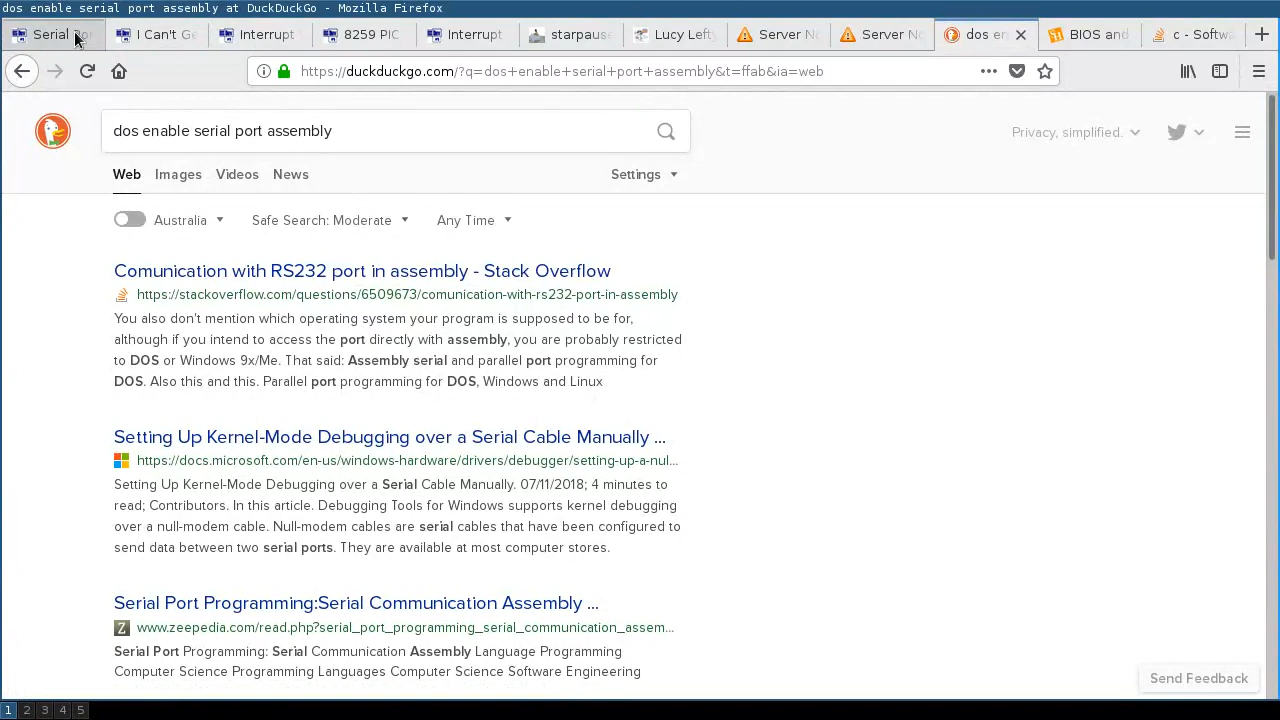 dos enable serial port assembly at DuckDuckGo - Mozilla Firefox
Serial Por
I Can't Ge
Interrupt
8259 PIC
Interrupt
starpause
Lucy Left
Server No
Server No
dos en
BIOS and
c - Softwa
https://duckduckgo.com/?q=dos+enable+serial+port+assembly&t=ffab&ia=web
dos enable serial port assembly
Privacy, simplified.
Web Images Videos News Settings
Australia Safe Search: Moderate Any Time
Comunication with RS232 port in assembly - Stack Overflow
https://stackoverflow.com/questions/6509673/comunication-with-rs232-port-in-assembly
You also don't mention which operating system your program is supposed to be for,
although if you intend to access the port directly with assembly, you are probably restricted
to DOS or Windows 9x/Me. That said: Assembly serial and parallel port programming for
DOS. Also this and this. Parallel port programming for DOS, Windows and Linux
Setting Up Kernel-Mode Debugging over a Serial Cable Manually ...
https://docs.microsoft.com/en-us/windows-hardware/drivers/debugger/setting-up-a-nul...
Setting Up Kernel-Mode Debugging over a Serial Cable Manually. 07/11/2018; 4 minutes to
read; Contributors. In this article. Debugging Tools for Windows supports kernel debugging
over a null-modem cable. Null-modem cables are serial cables that have been configured to
send data between two serial ports. They are available at most computer stores.
Serial Port Programming:Serial Communication Assembly ...
Z
www.zeepedia.com/read.php?serial_port_programming_serial_communication_assem...
Serial Port Programming: Serial Communication Assembly Language Programming
Computer Science Programming Languages Computer Science Software Engineering
Send Feedback
1 2 3 4 5